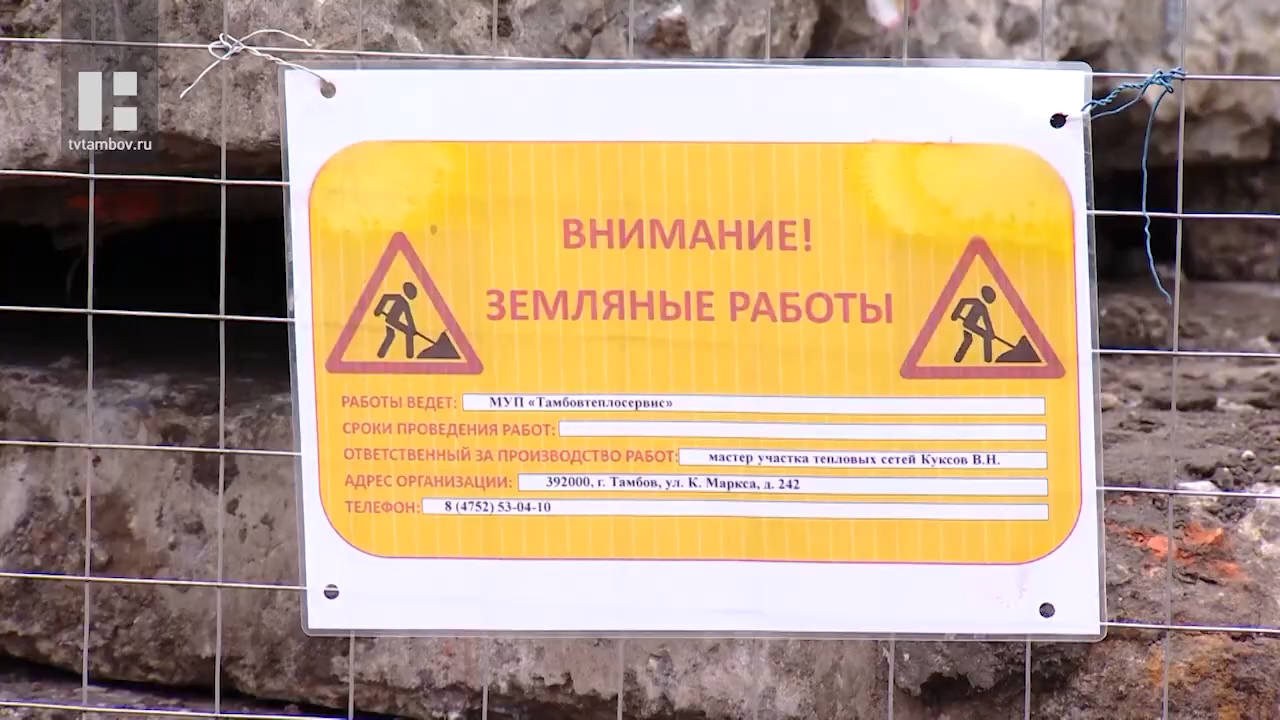 tvtambov.ru
ВНИМАНИЕ!
ЗЕМЛЯНЫЕ РАБОТЫ
РАБОТЫ ВЕДЕТ: МУП «Тамбовтеплосервис»
СРОКИ ПРОВЕДЕНИЯ РАБОТ:
ОТВЕТСТВЕННЫЙ ЗА ПРОИЗВОДСТВО РАБОТ: мастер участка тепловых сетей Куксов В.Н.
АДРЕС ОРГАНИЗАЦИИ: 392000, г. Тамбов, ул. К. Маркса, д. 242
ТЕЛЕФОН: 8 (4752) 53-04-10